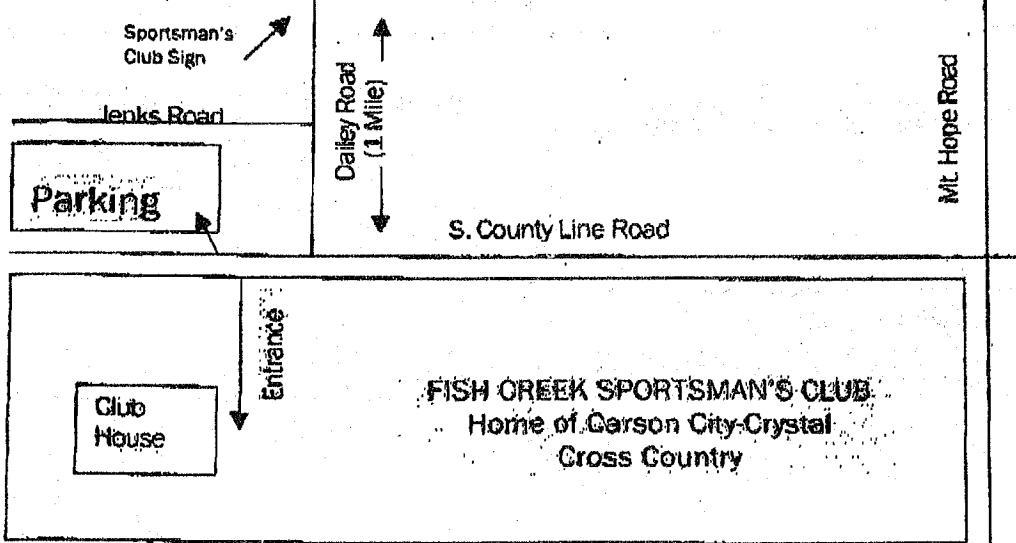 Sportsman's
Club Sign
Jenks Road
Dailey Road
(1 Mile)
Mt. Hope Road
Parking
S. County Line Road
Entrance
Club
House
FISH CREEK SPORTSMAN'S CLUB
Home of Carson City-Crystal
Cross Country